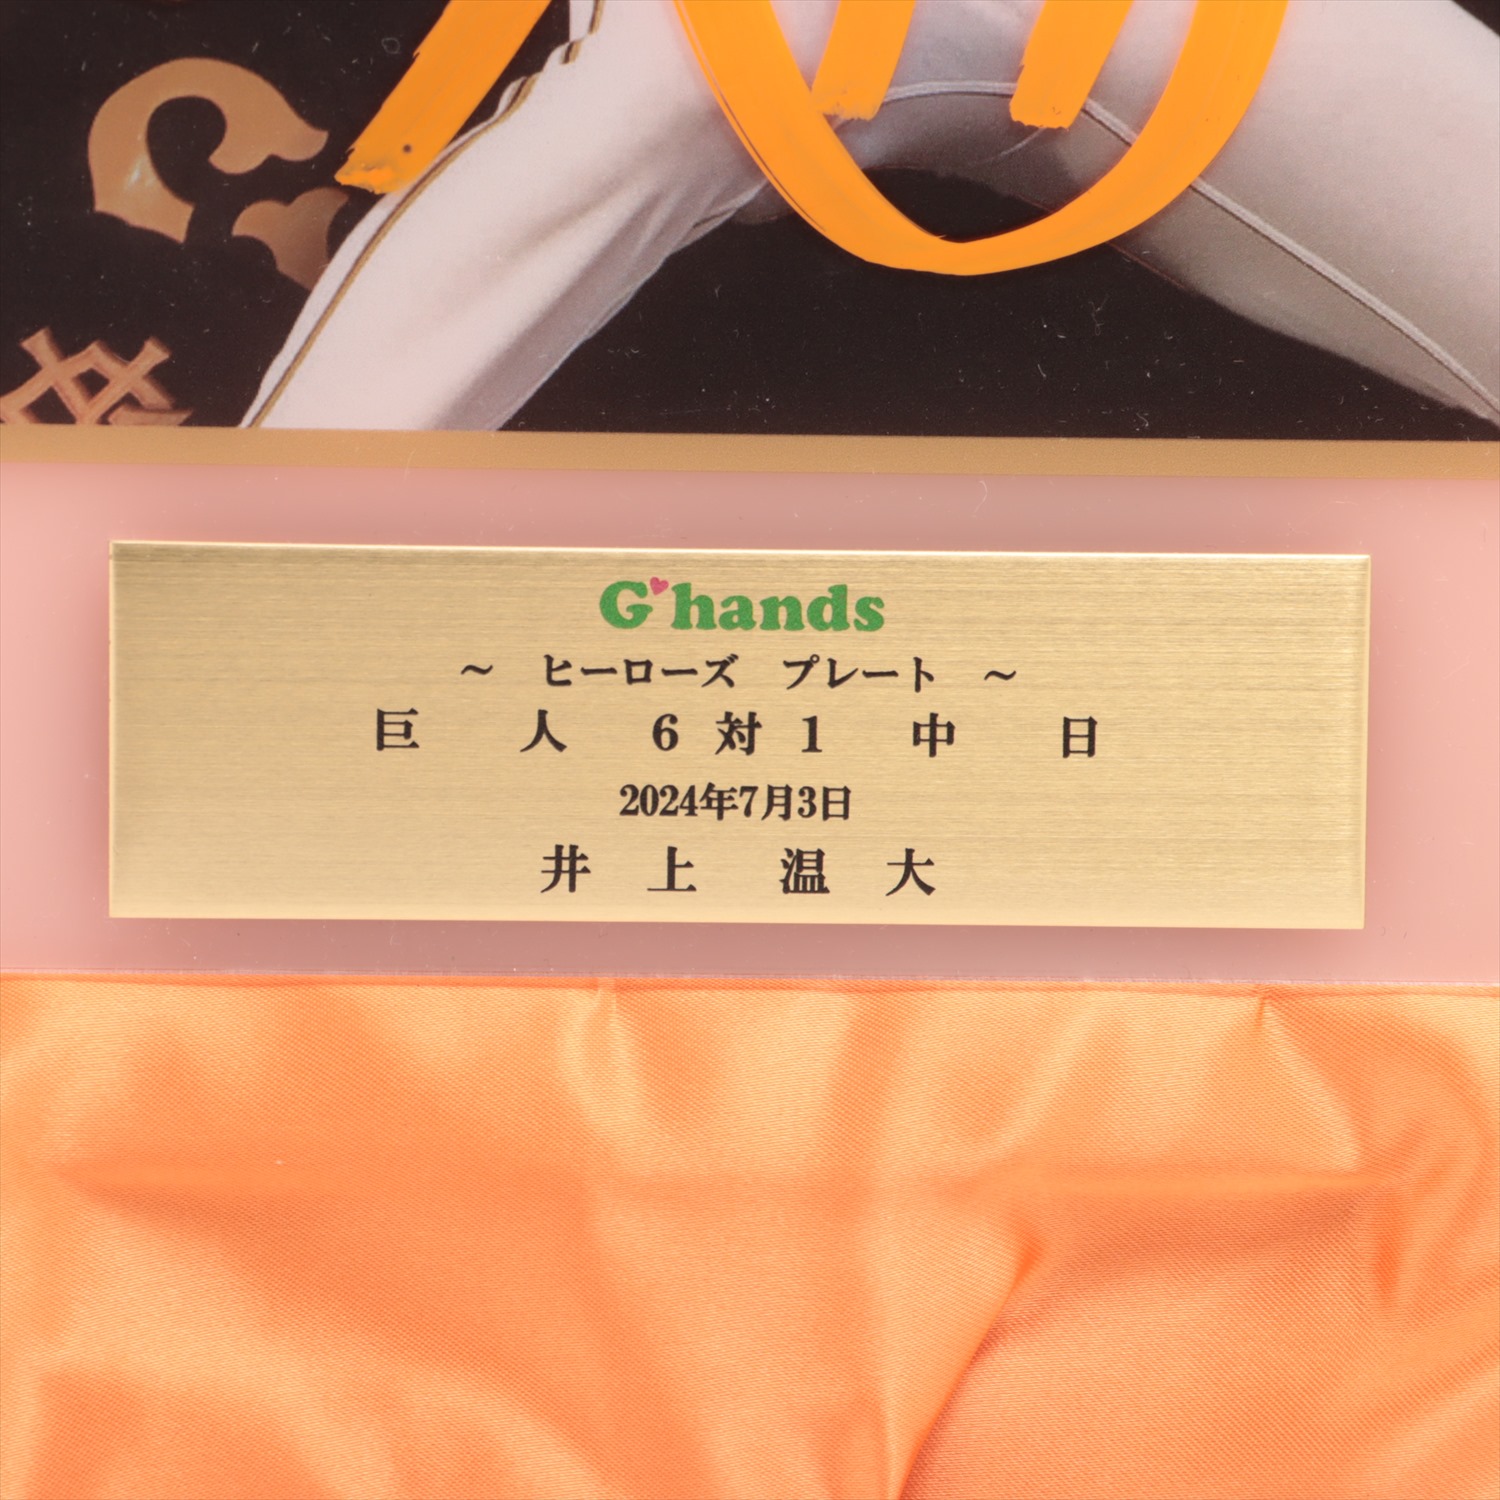 G'hands
～ ヒーローズ プレート ～
巨人 6対1 中日
2024年7月3日
井上 温大